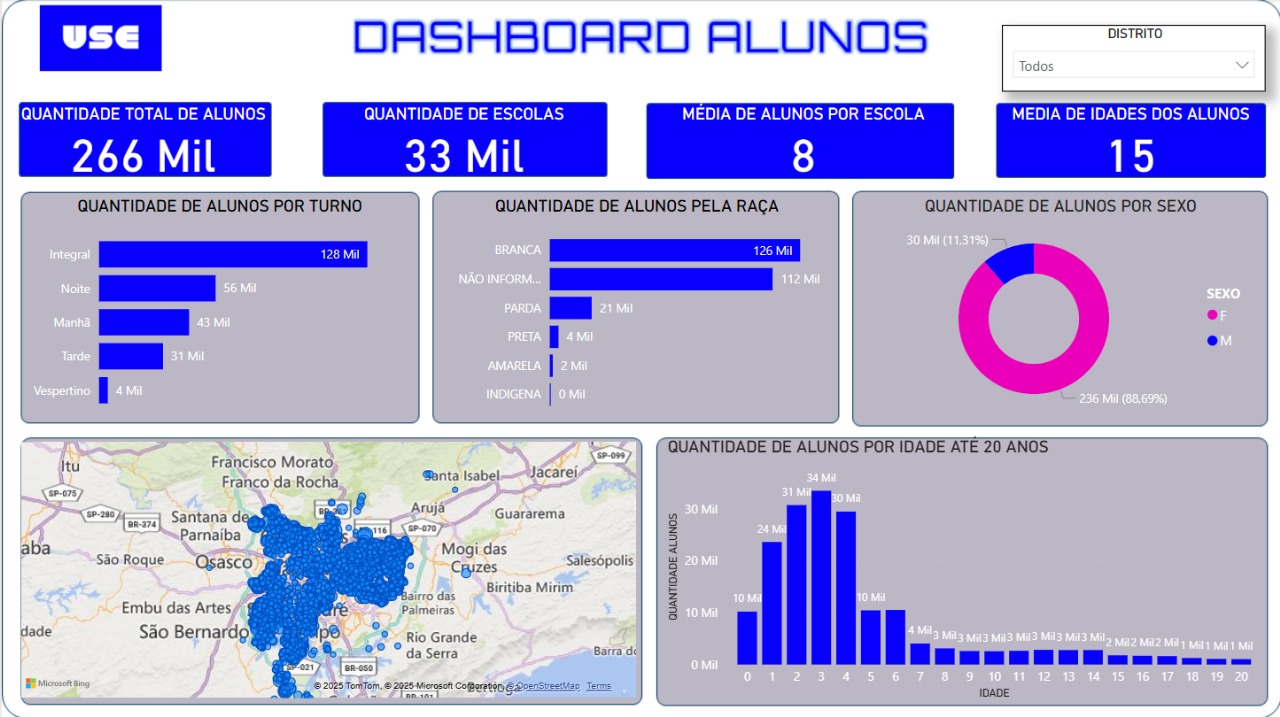 USE
DASHBOARD ALUNOS
DISTRITO
Todos
QUANTIDADE TOTAL DE ALUNOS
266 Mil
QUANTIDADE DE ESCOLAS
33 Mil
MÉDIA DE ALUNOS POR ESCOLA
8
MEDIA DE IDADES DOS ALUNOS
15
QUANTIDADE DE ALUNOS POR TURNO
Integral 128 Mil
Noite 56 Mil
Manhã 43 Mil
Tarde 31 Mil
Vespertino 4 Mil
QUANTIDADE DE ALUNOS PELA RAÇA
BRANCA 126 Mil
NÃO INFORM... 112 Mil
PARDA 21 Mil
PRETA 4 Mil
AMARELA 2 Mil
INDIGENA 0 Mil
QUANTIDADE DE ALUNOS POR SEXO
30 Mil (11,31%)
SEXO
F
M
236 Mil (88,69%)
Itu
Francisco Morato
Franco da Rocha
Santa Isabel
Jacareí
SP-099
SP-075
SP-280
BR-374
Santana de
Parnaíba
116
SP-070
Arujá
Guararema
aba
São Roque
Osasco
Mogi das
Cruzes
Salesópolis
Biritiba Mirim
Embu das Artes
Bairro das
Palmeiras
São Bernardo
Rio Grande
da Serra
dade
SP-021
BR-050
Barra do
Microsoft Bing
© 2025 TomTom, © 2025 Microsoft Corporation, © OpenStreetMap Terms
QUANTIDADE DE ALUNOS POR IDADE ATÉ 20 ANOS
QUANTIDADE ALUNOS
30 Mil
20 Mil
10 Mil
0 Mil
10 Mil 24 Mil 31 Mil 34 Mil 30 Mil 10 Mil 4 Mil 3 Mil 3 Mil 3 Mil 3 Mil 3 Mil 3 Mil 3 Mil 2 Mil 2 Mil 2 Mil 1 Mil 1 Mil 1 Mil
0 1 2 3 4 5 6 7 8 9 10 11 12 13 14 15 16 17 18 19 20
IDADE